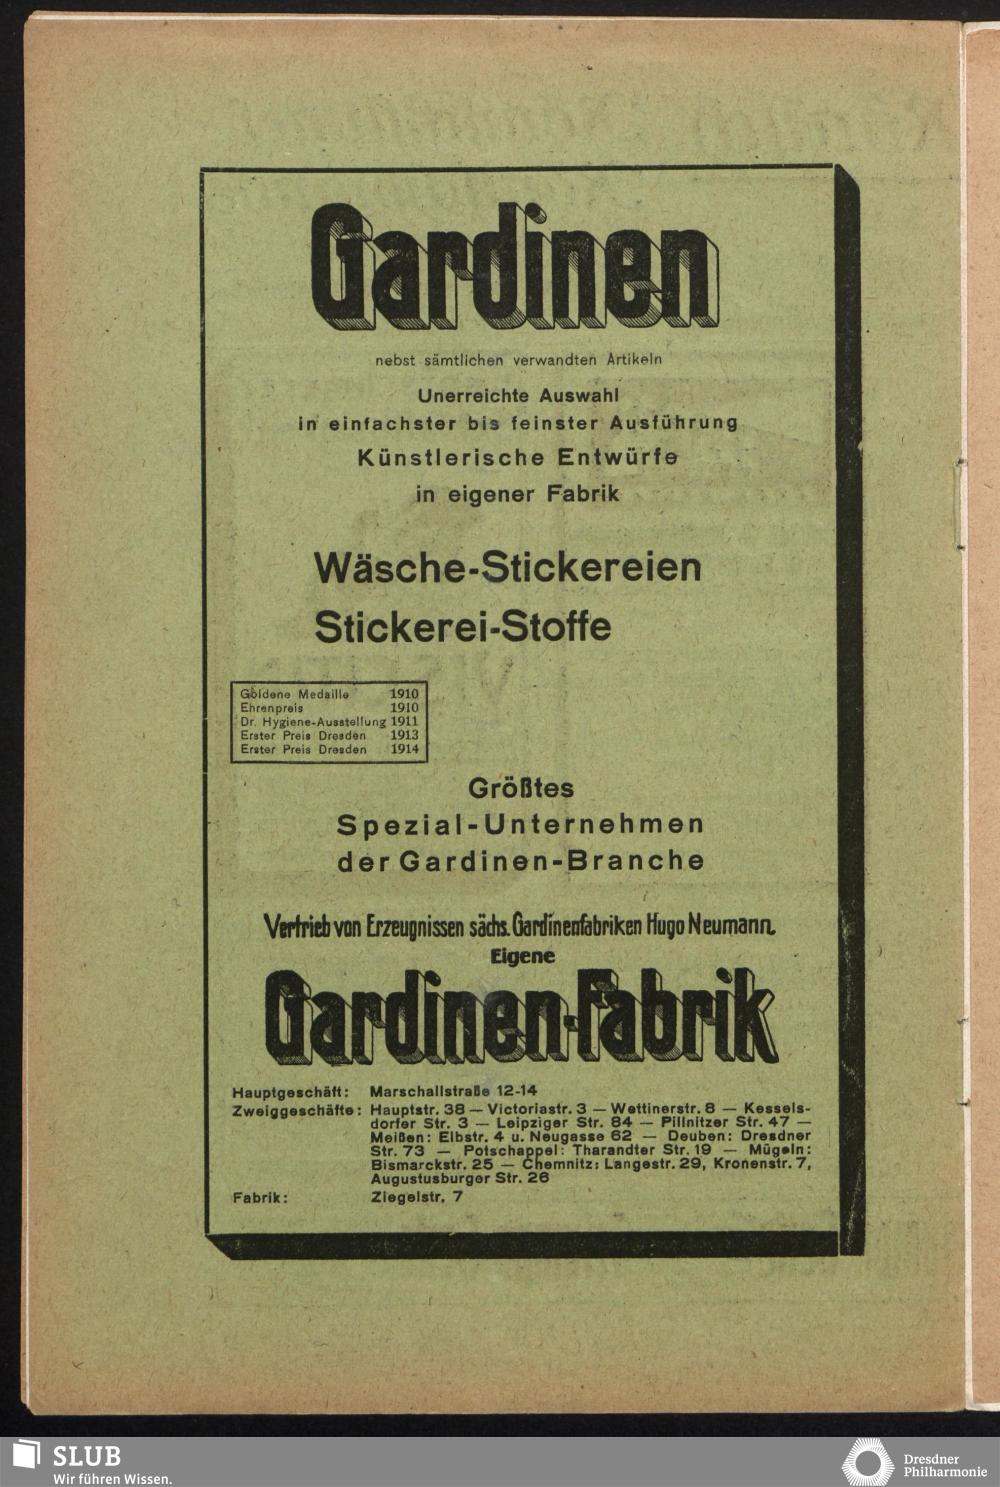 Gardinen
nebst sämtlichen verwandten Artikeln
Unerreichte Auswahl
in einfachster bis feinster Ausführung
Künstlerische Entwürfe
in eigener Fabrik
Wäsche-Stickereien
Stickerei-Stoffe
Goldene Medaille 1910
Ehrenpreis 1910
Dr. Hygiene-Ausstellung 1911
Erster Preis Dresden 1913
Erster Preis Dresden 1914
Größtes
Spezial-Unternehmen
der Gardinen-Branche
Vertrieb von Erzeugnissen sächs. Gardinenfabriken Hugo Neumann.
Eigene
Gardinen-Fabrik
Hauptgeschäft: Marschallstraße 12-14
Zweiggeschäfte: Hauptstr. 38 — Victoriastr. 3 — Wettinerstr. 8 — Kessels-
dorfer Str. 3 — Leipziger Str. 84 — Pillnitzer Str. 47 —
Meißen: Elbstr. 4 u. Neugasse 62 — Deuben: Dresdner
Str. 73 — Potschappel: Tharandter Str. 19 — Mügeln:
Bismarckstr. 25 — Chemnitz: Langestr. 29, Kronenstr. 7,
Augustusburger Str. 26
Fabrik: Ziegelstr. 7
SLUB
Wir führen Wissen.
Dresdner
Philharmonie